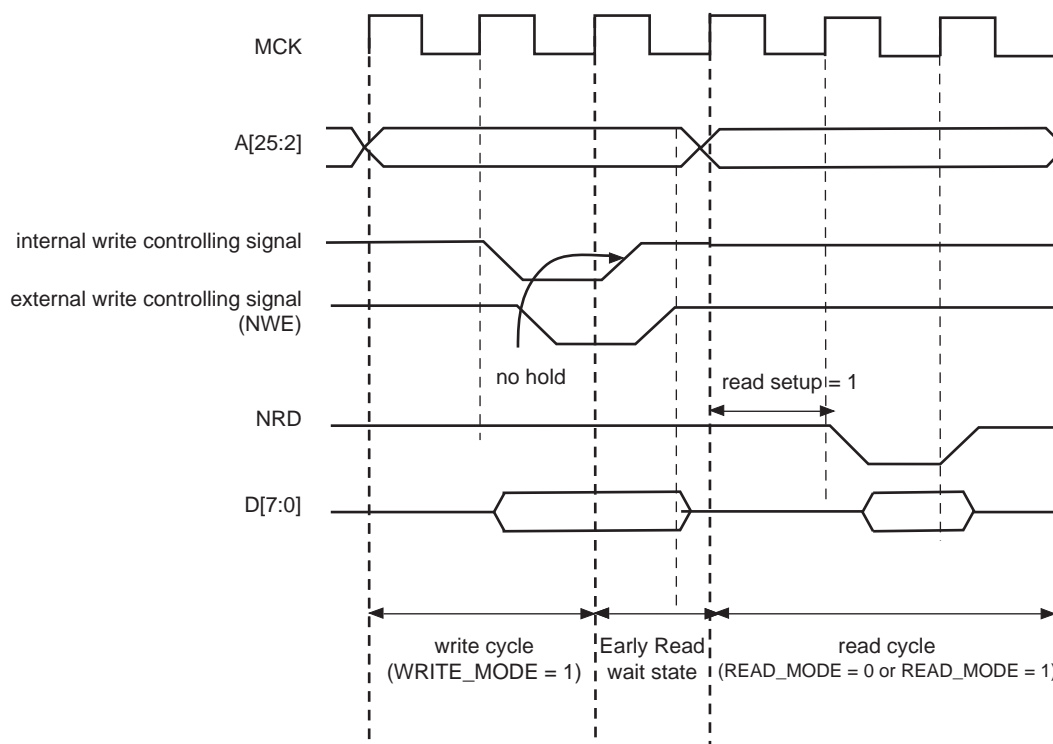 MCK
A[25:2]
internal write controlling signal
external write controlling signal
(NWE)
no hold
read setup = 1
NRD
D[7:0]
write cycle
(WRITE_MODE = 1)
Early Read
wait state
read cycle
(READ_MODE = 0 or READ_MODE = 1)